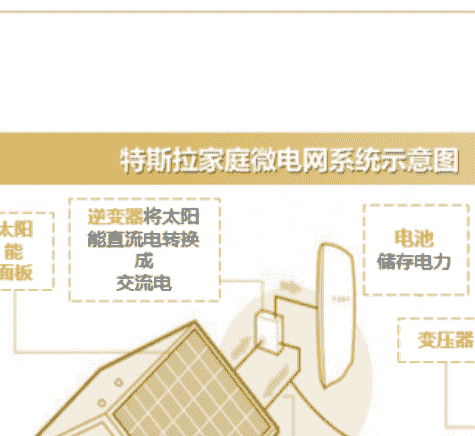 特斯拉家庭微电网系统示意图
太阳
能
面板
逆变器将太阳
能直流电转换
成
交流电
电池
储存电力
变压器